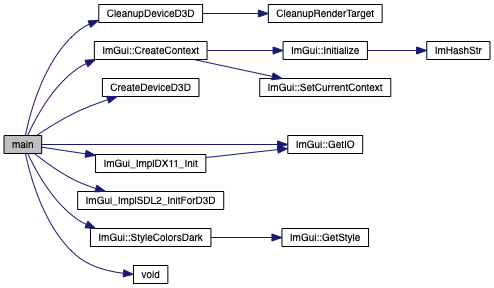 CleanupDeviceD3D
CleanupRenderTarget
ImGui::CreateContext
ImGui::Initialize
ImHashStr
CreateDeviceD3D
ImGui::SetCurrentContext
main
ImGui::GetIO
ImGui_ImplDX11_Init
ImGui_ImplSDL2_InitForD3D
ImGui::StyleColorsDark
ImGui::GetStyle
void